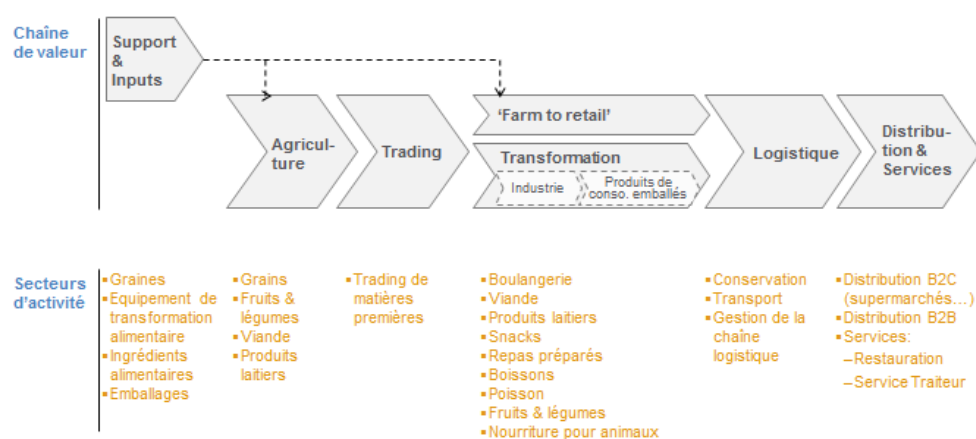 Chaîne
de valeur
Support
&
Inputs
Agricul-
ture
Trading
‘Farm to retail’
Transformation
Industrie
Produits de
conso. emballés
Logistique
Distribu-
tion &
Services
Secteurs
d’activité
▪Graines
▪Equipement de
transformation
alimentaire
▪Ingrédients
alimentaires
▪Emballages
▪Grains
▪Fruits &
légumes
▪Viande
▪Produits
laitiers
▪Trading de
matières
premières
▪Boulangerie
▪Viande
▪Produits laitiers
▪Snacks
▪Repas préparés
▪Boissons
▪Poisson
▪Fruits & légumes
▪Nourriture pour animaux
▪Conservation
▪Transport
▪Gestion de la
chaîne
logistique
▪Distribution B2C
(supermarchés…)
▪Distribution B2B
▪Services:
–Restauration
–Service Traiteur